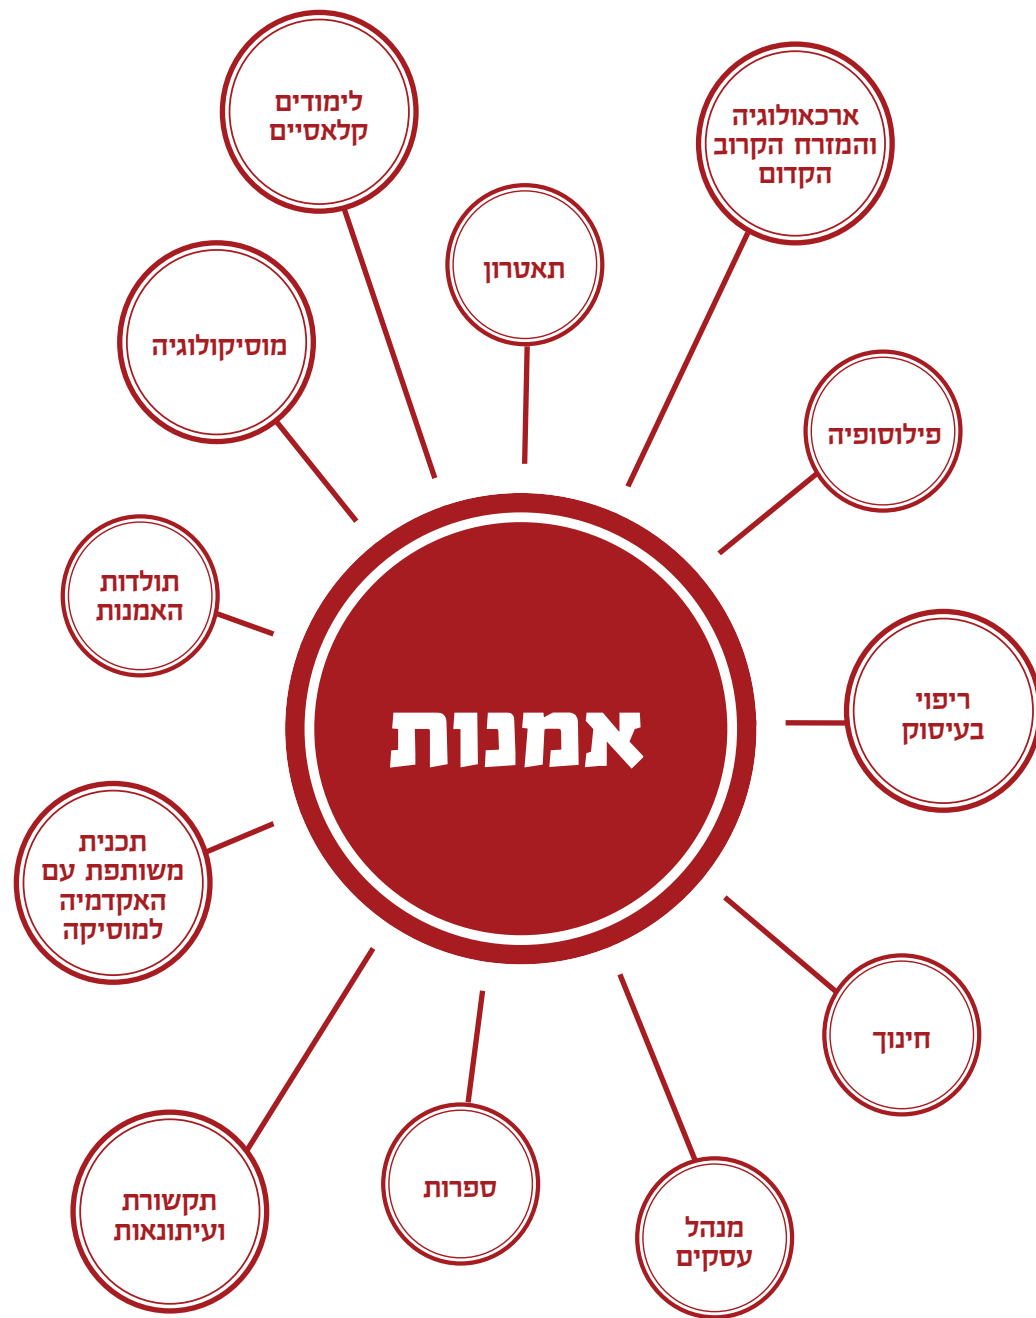 לימודים
קלאסיים
ארכאולוגיה
והמזרח הקרוב
הקדום
תאטרון
מוסיקולוגיה
פילוסופיה
תולדות
האמנות
ריפוי
בעיסוק
אמנות
תכנית
משותפת עם
האקדמיה
למוסיקה
חינוך
תקשורת
ועיתונאות
ספרות
מנהל
עסקים